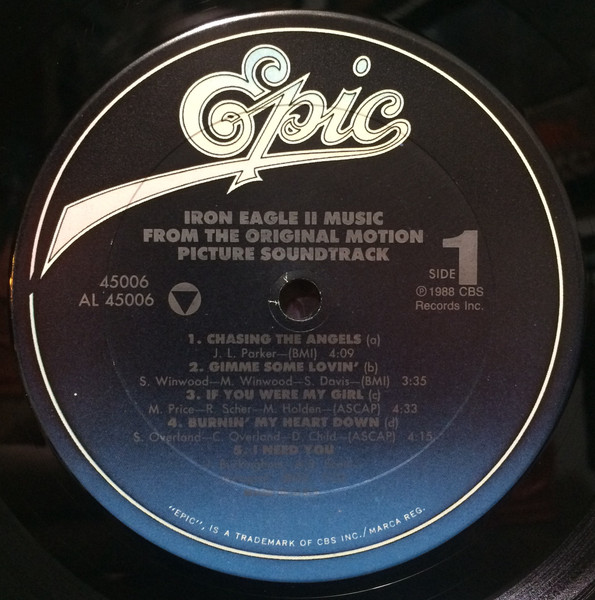 Epic
IRON EAGLE II MUSIC
FROM THE ORIGINAL MOTION
PICTURE SOUNDTRACK
SIDE 1
45006
AL 45006
℗ 1988 CBS
Records Inc.
1. CHASING THE ANGELS (a)
J. L. Parker—(BMI) 4:09
2. GIMME SOME LOVIN' (b)
S. Winwood—M. Winwood—S. Davis—(BMI) 3:35
3. IF YOU WERE MY GIRL (c)
M. Price—R. Scher—M. Holden—(ASCAP) 4:33
4. BURNIN' MY HEART DOWN (d)
S. Overland—C. Overland—D. Child—(ASCAP) 4:15
5. I NEED YOU
"EPIC", IS A TRADEMARK OF CBS INC./MARCA REG.